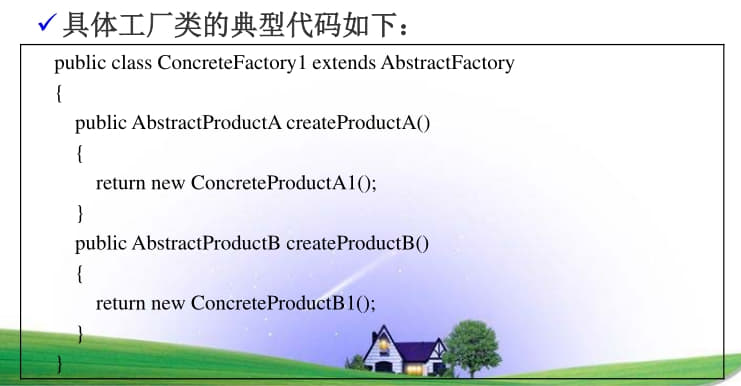 具体工厂类的典型代码如下：
public class ConcreteFactory1 extends AbstractFactory
{
public AbstractProductA createProductA()
{
return new ConcreteProductA1();
}
public AbstractProductB createProductB()
{
return new ConcreteProductB1();
}
}